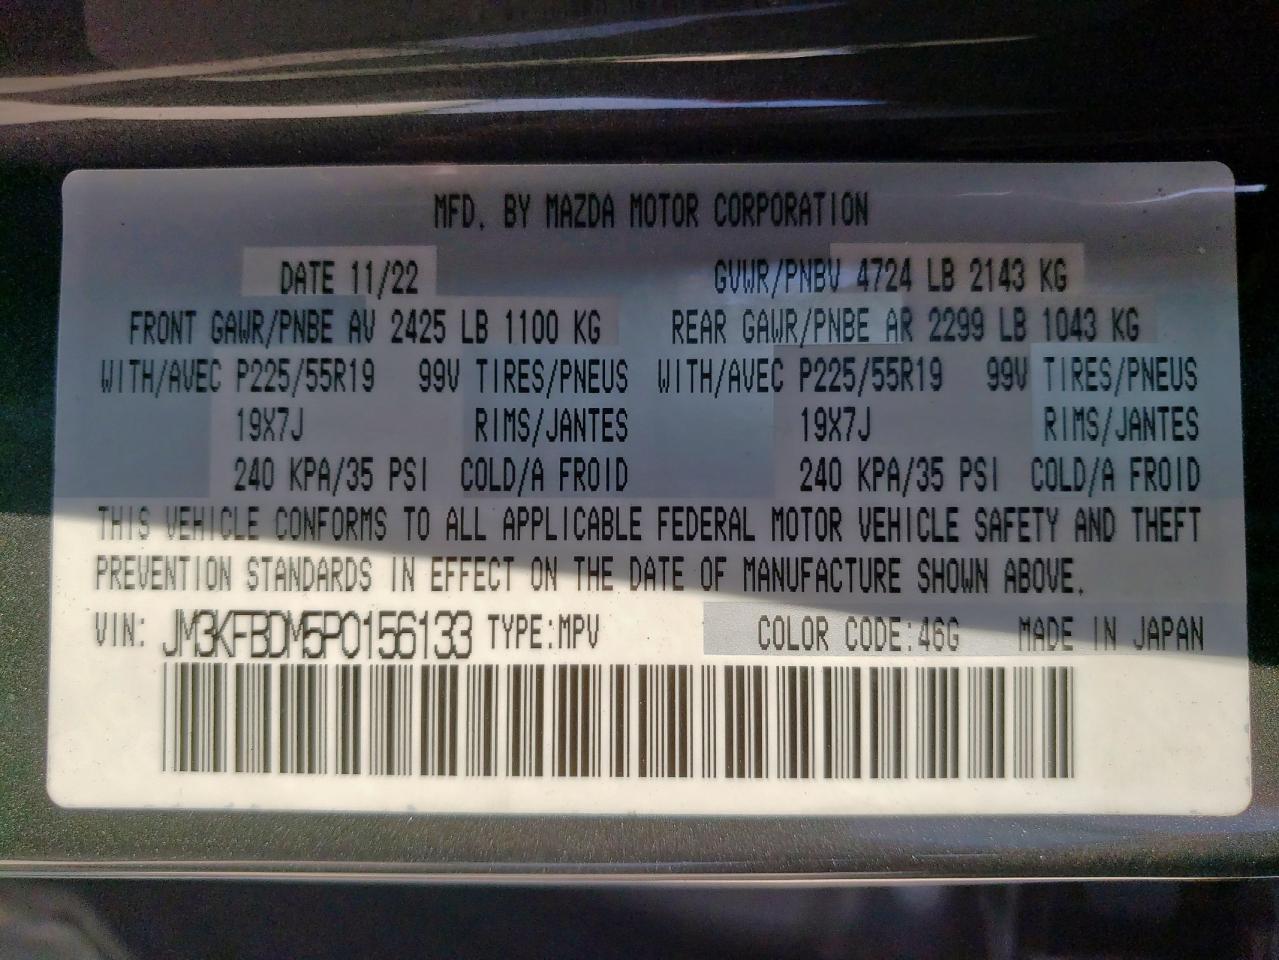 MFD. BY MAZDA MOTOR CORPORATION
DATE 11/22 GVWR/PNBV 4724 LB 2143 KG
FRONT GAWR/PNBE AV 2425 LB 1100 KG REAR GAWR/PNBE AR 2299 LB 1043 KG
WITH/AVEC P225/55R19 99V TIRES/PNEUS WITH/AVEC P225/55R19 99V TIRES/PNEUS
19X7J RIMS/JANTES 19X7J RIMS/JANTES
240 KPA/35 PSI COLD/A FROID 240 KPA/35 PSI COLD/A FROID
THIS VEHICLE CONFORMS TO ALL APPLICABLE FEDERAL MOTOR VEHICLE SAFETY AND THEFT
PREVENTION STANDARDS IN EFFECT ON THE DATE OF MANUFACTURE SHOWN ABOVE.
VIN: JM3KFBDM5P0156133 TYPE:MPV COLOR CODE:46G MADE IN JAPAN